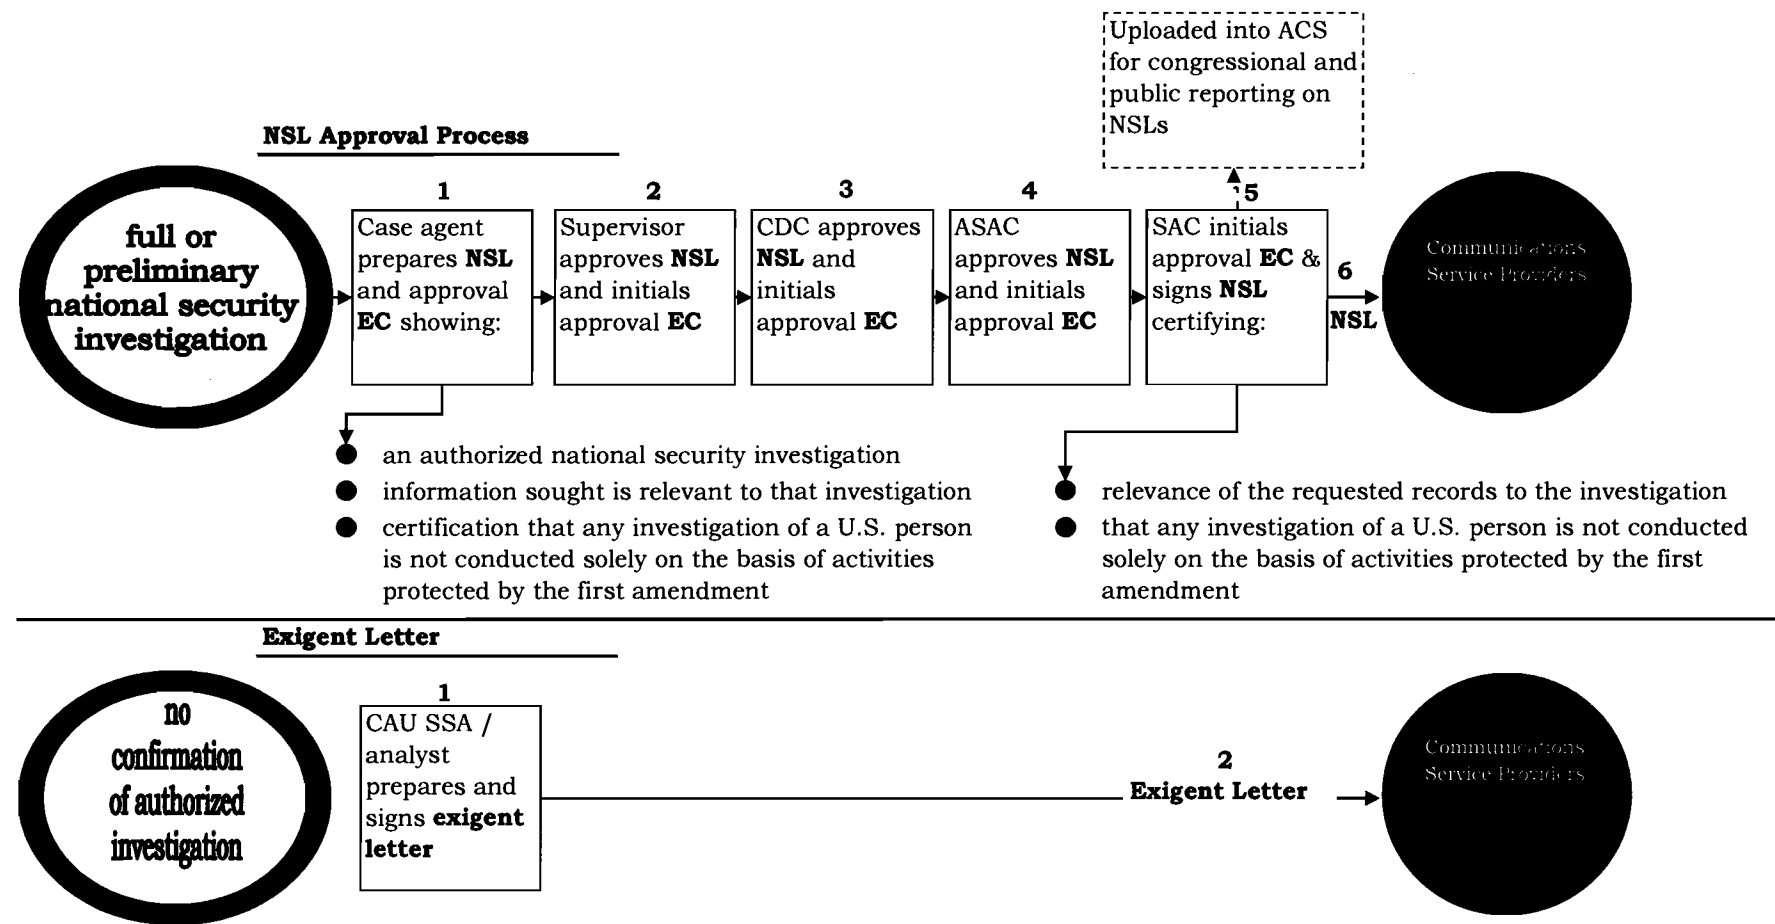 Uploaded into ACS
for congressional and
public reporting on
NSLs
NSL Approval Process
full or
preliminary
national security
investigation
1
Case agent
prepares NSL
and approval
EC showing:
2
Supervisor
approves NSL
and initials
approval EC
3
CDC approves
NSL and
initials
approval EC
4
ASAC
approves NSL
and initials
approval EC
5
SAC initials
approval EC &
signs NSL
certifying:
6
NSL
Communications
Service Providers
an authorized national security investigation
information sought is relevant to that investigation
certification that any investigation of a U.S. person
is not conducted solely on the basis of activities
protected by the first amendment
relevance of the requested records to the investigation
that any investigation of a U.S. person is not conducted
solely on the basis of activities protected by the first
amendment
Exigent Letter
no
confirmation
of authorized
investigation
1
CAU SSA /
analyst
prepares and
signs exigent
letter
2
Exigent Letter
Communications
Service Providers